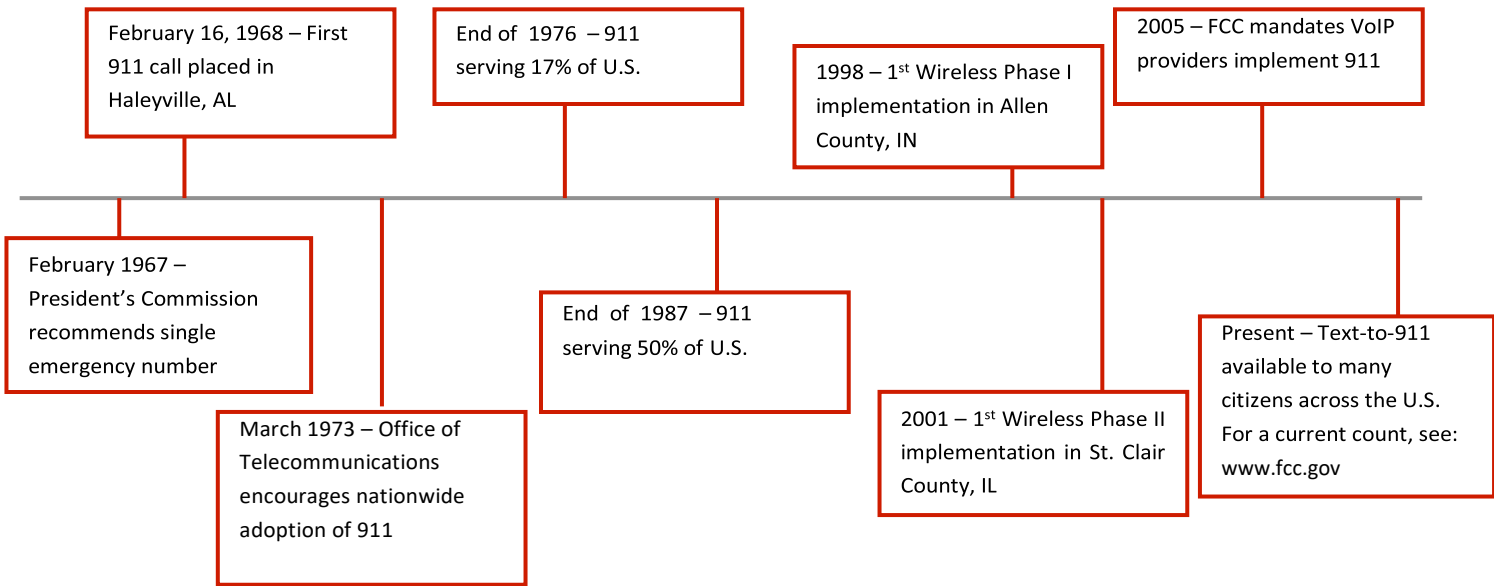 February 16, 1968 – First
911 call placed in
Haleyville, AL
End of 1976 – 911
serving 17% of U.S.
1998 – 1st Wireless Phase I
implementation in Allen
County, IN
2005 – FCC mandates VoIP
providers implement 911
February 1967 –
President’s Commission
recommends single
emergency number
March 1973 – Office of
Telecommunications
encourages nationwide
adoption of 911
End of 1987 – 911
serving 50% of U.S.
2001 – 1st Wireless Phase II
implementation in St. Clair
County, IL
Present – Text-to-911
available to many
citizens across the U.S.
For a current count, see:
www.fcc.gov